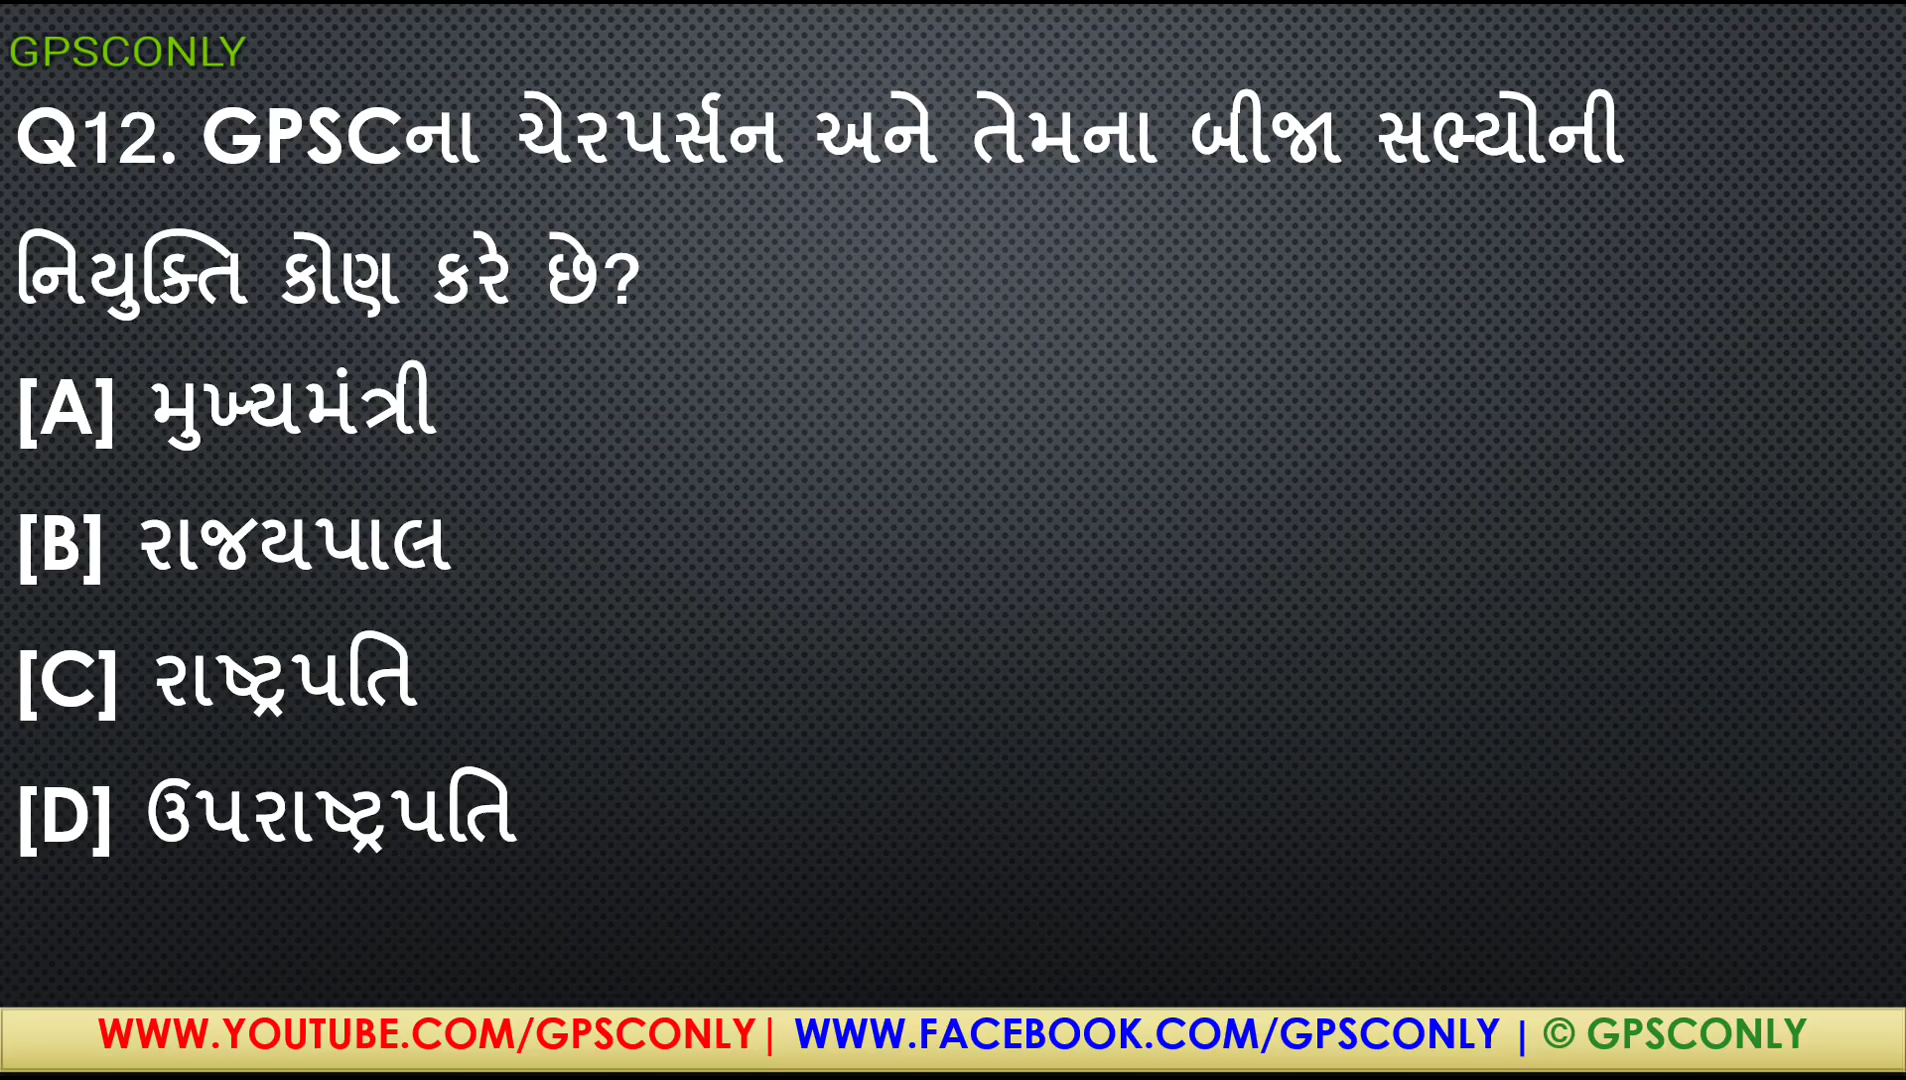 GPSCONLY
Q12. GPSCના ચેરપર્સન અને તેમના બીજા સભ્યોની
નિયુક્તિ કોણ કરે છે?
[A] મુખ્યમંત્રી
[B] રાજયપાલ
[C] રાષ્ટ્રપતિ
[D] ઉપરાષ્ટ્રપતિ
WWW.YOUTUBE.COM/GPSCONLY| WWW.FACEBOOK.COM/GPSCONLY | © GPSCONLY